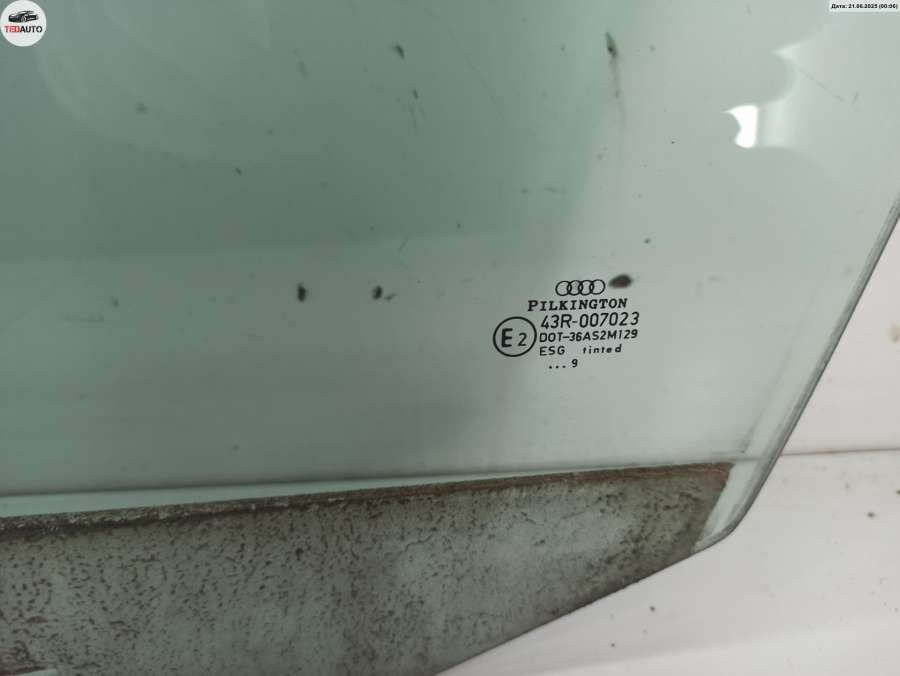 TEDAUTO
Дата: 21.06.2025 (00:06)
PILKINGTON
43R-007023
E2
DOT-36AS2M129
ESG tinted
...9